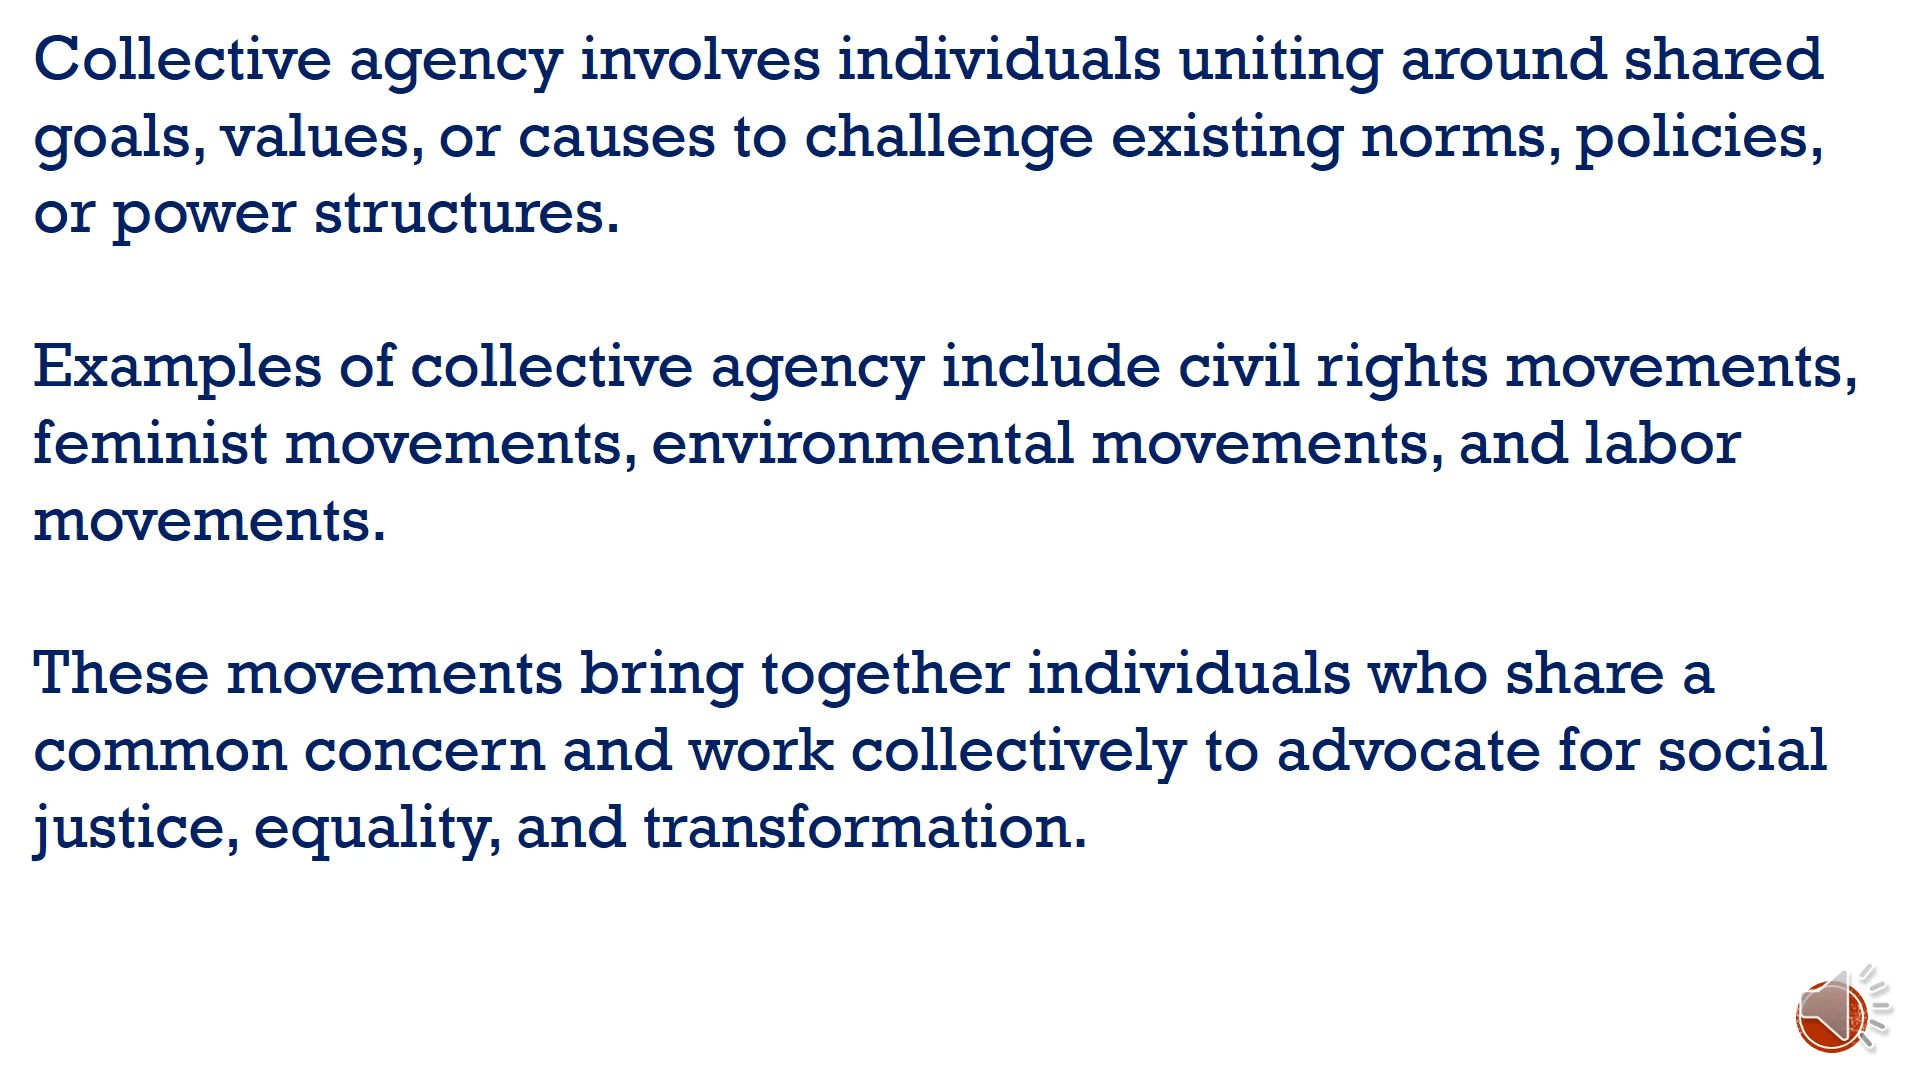 Collective agency involves individuals uniting around shared
goals, values, or causes to challenge existing norms, policies,
or power structures.
Examples of collective agency include civil rights movements,
feminist movements, environmental movements, and labor
movements.
These movements bring together individuals who share a
common concern and work collectively to advocate for social
justice, equality, and transformation.